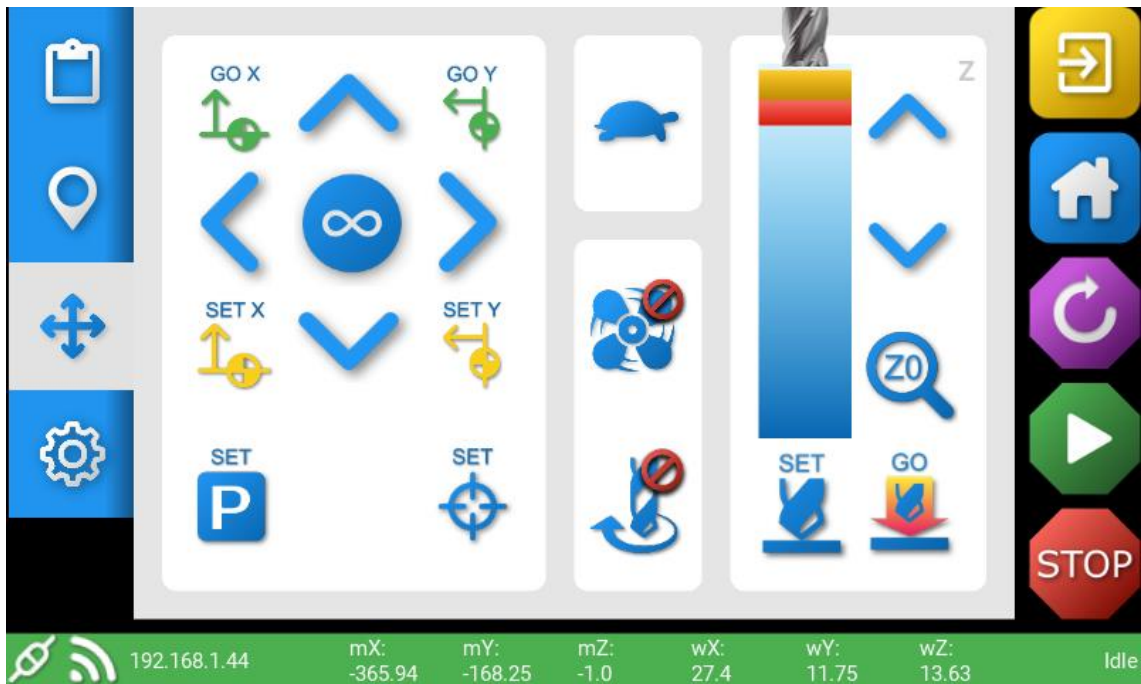 GO X
GO Y
Z
SET X
SET Y
Z0
SET
P
SET
SET
GO
STOP
192.168.1.44
mX:
-365.94
mY:
-168.25
mZ:
-1.0
wX:
27.4
wY:
11.75
wZ:
13.63
Idle